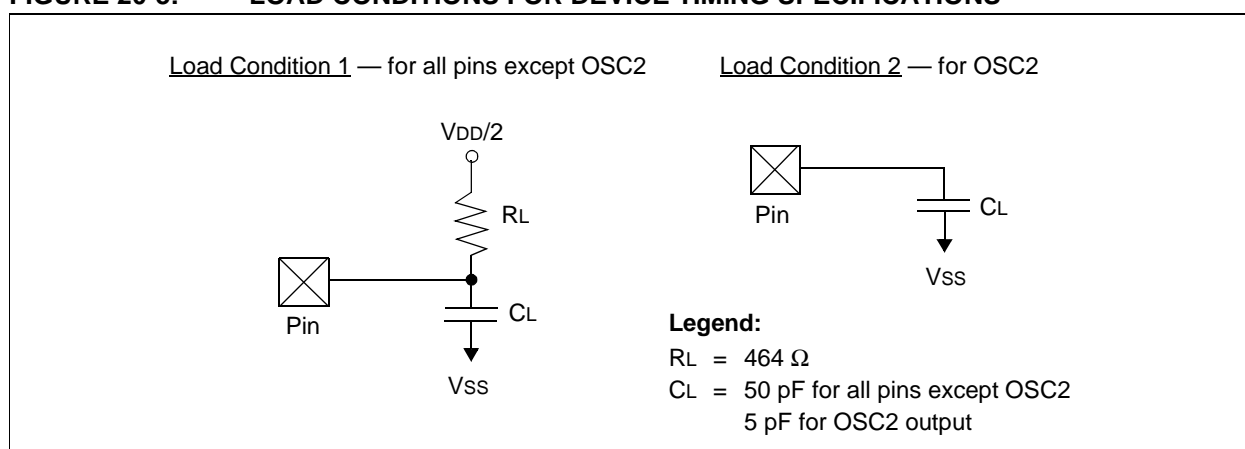 Load Condition 1 — for all pins except OSC2
Load Condition 2 — for OSC2
VDD/2
RL
Pin
CL
VSS
Pin
CL
VSS
Legend:
RL = 464 Ω
CL = 50 pF for all pins except OSC2
5 pF for OSC2 output